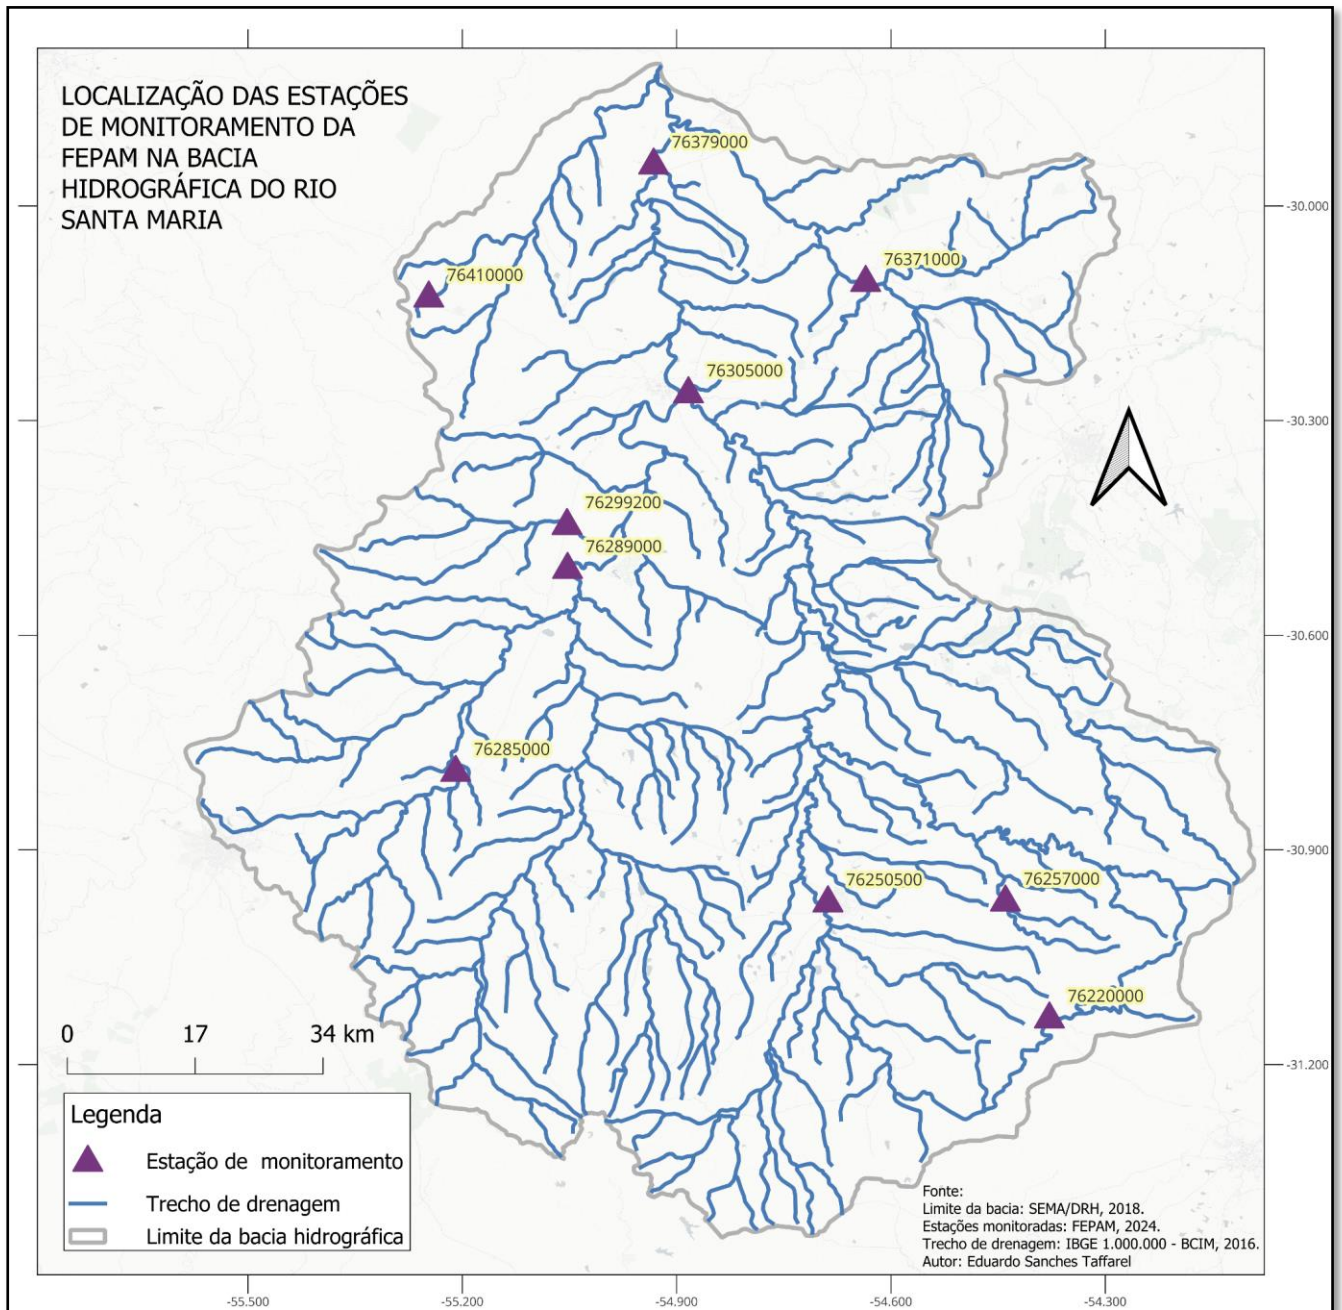 LOCALIZAÇÃO DAS ESTAÇÕES
DE MONITORAMENTO DA
FEPAM NA BACIA
HIDROGRÁFICA DO RIO
SANTA MARIA
76379000
-30.000
76371000
76410000
76305000
-30.300
76299200
76289000
-30.600
76285000
-30.900
76250500
76257000
76220000
0 17 34 km
-31.200
Legenda
Estação de monitoramento
Trecho de drenagem
Limite da bacia hidrográfica
Fonte:
Limite da bacia: SEMA/DRH, 2018.
Estações monitoradas: FEPAM, 2024.
Trecho de drenagem: IBGE 1.000.000 - BCIM, 2016.
Autor: Eduardo Sanches Taffarel
-55.500 -55.200 -54.900 -54.600 -54.300